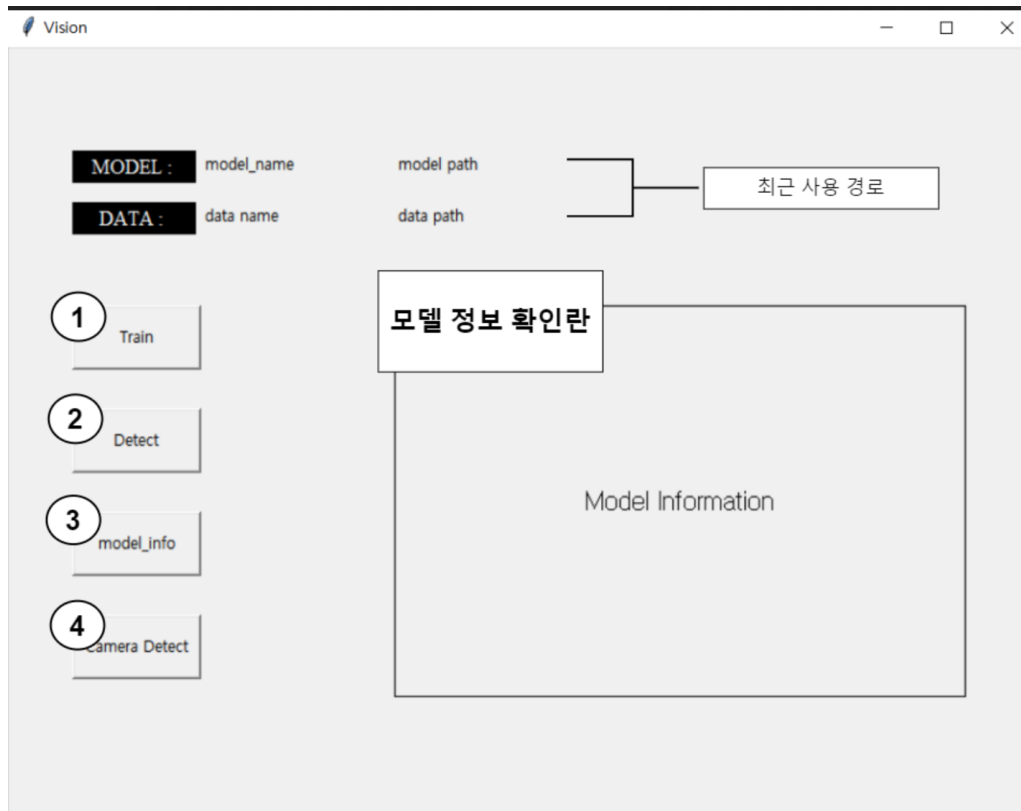 Vision
MODEL : model_name model path
최근 사용 경로
DATA : data name data path
모델 정보 확인란
1
Train
2
Detect
3
model_info
Model Information
4
Camera Detect